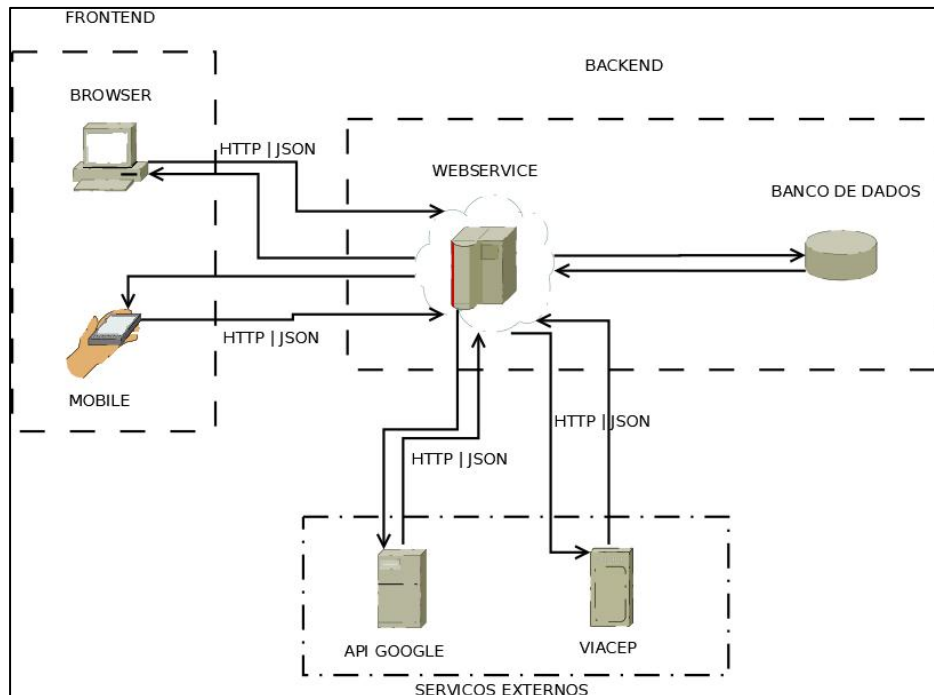 FRONTEND
BACKEND
BROWSER
HTTP | JSON
WEBSERVICE
BANCO DE DADOS
HTTP | JSON
MOBILE
HTTP | JSON
HTTP | JSON
API GOOGLE
VIACEP
SERVICOS EXTERNOS